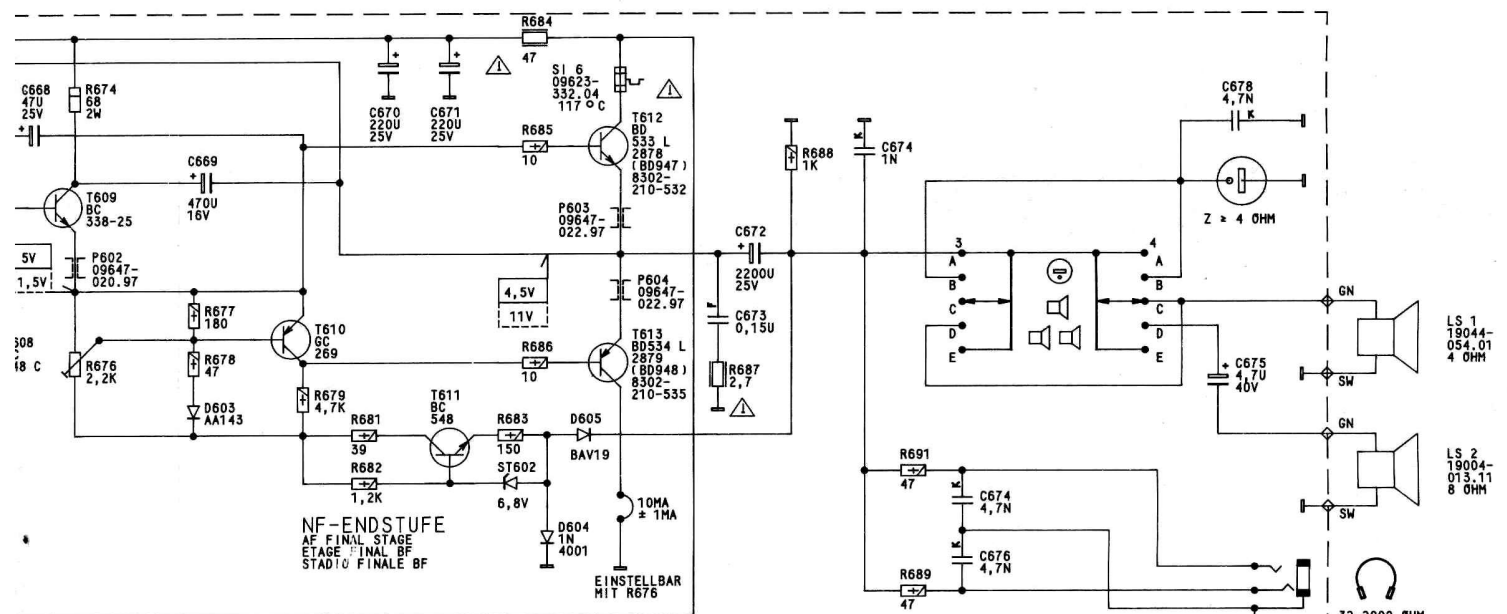 R684
47
C668
47U
25V
R674
68
2W
C670
220U
25V
C671
220U
25V
SI 6
09623-
332.04
117°C
R685
10
T612
BD
533 L
2878
(BD947)
8302-
210-532
C669
470U
16V
T609
BC
338-25
P603
09647-
022.97
R688
1K
C674
1N
C678
4,7N
Z ≥ 4 OHM
5V
1,5V
P602
09647-
020.97
4,5V
11V
P604
09647-
022.97
C672
2200U
25V
C673
0,15U
3
A
B
C
D
E
4
A
B
C
D
E
GN
LS 1
19044-
054.01
4 OHM
SW
R677
180
R678
47
T610
GC
269
R686
10
T613
BD534 L
2879
(BD948)
8302-
210-535
R687
2,7
C675
4,7U
40V
608
48 C
R676
2,2K
D603
AA143
R679
4,7K
R681
39
T611
BC
548
R683
150
D605
BAV19
R682
1,2K
ST602
6,8V
GN
LS 2
19004-
013.11
8 OHM
SW
R691
47
C674
4,7N
C676
4,7N
R689
47
10MA
± 1MA
D604
1N
4001
NF-ENDSTUFE
AF FINAL STAGE
ETAGE FINAL BF
STADIO FINALE BF
EINSTELLBAR
MIT R676